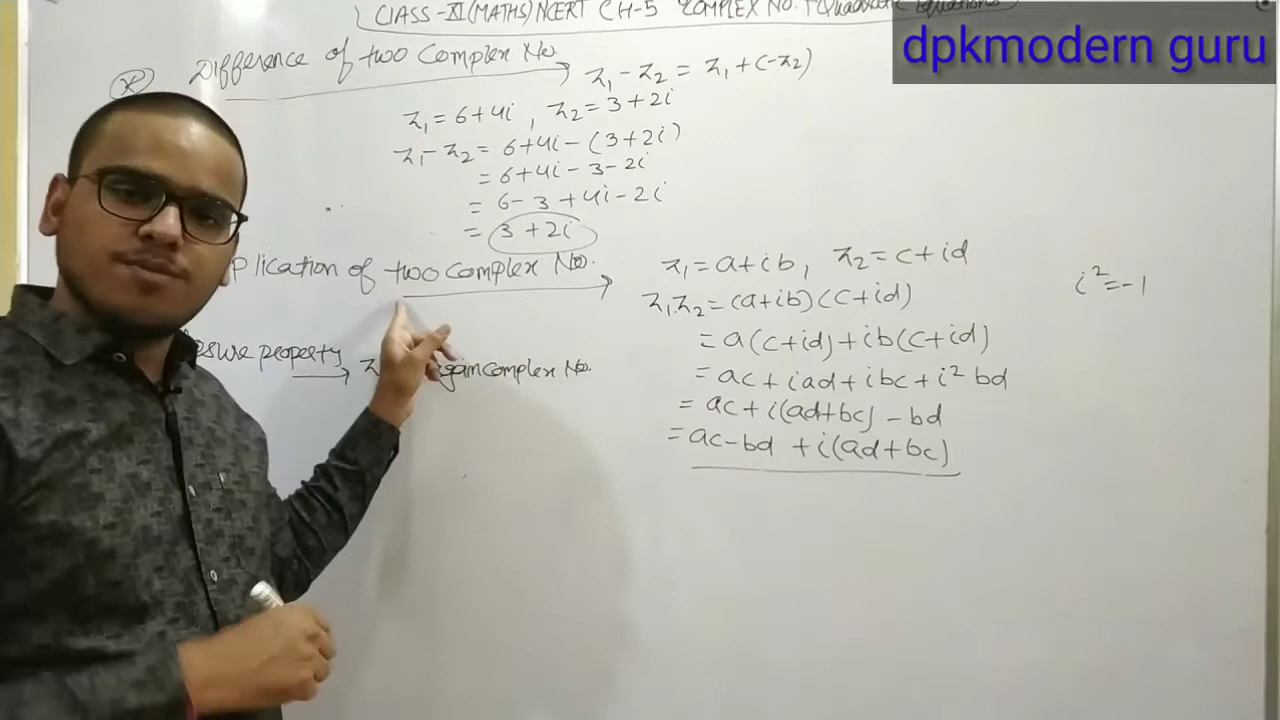 CLASS-XI (MATHS) NCERT CH-5 COMPLEX NO. + Quadratic Equations
dpkmodern guru
(*) Difference of two Complex No. → z₁ - z₂ = z₁ + (-z₂)
z₁ = 6+4i , z₂ = 3+2i
z₁ - z₂ = 6+4i - (3+2i)
= 6+4i - 3 - 2i
= 6 - 3 + 4i - 2i
= 3 + 2i
plication of two complex No. →
z₁ = a+ib, z₂ = c+id
z₁.z₂ = (a+ib)(c+id)
= a(c+id) + ib(c+id)
= ac + iad + ibc + i² bd
= ac + i(ad+bc) - bd
= ac - bd + i(ad+bc)
i² = -1
property → z complex No.